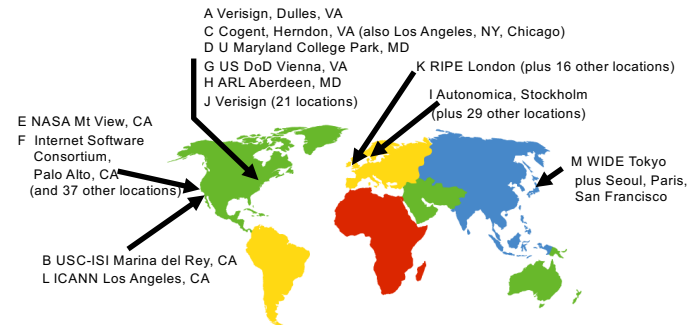 A Verisign, Dulles, VA
C Cogent, Herndon, VA (also Los Angeles, NY, Chicago)
D U Maryland College Park, MD
G US DoD Vienna, VA
H ARL Aberdeen, MD
J Verisign (21 locations)
K RIPE London (plus 16 other locations)
I Autonomica, Stockholm
(plus 29 other locations)
E NASA Mt View, CA
F Internet Software
Consortium,
Palo Alto, CA
(and 37 other locations)
M WIDE Tokyo
plus Seoul, Paris,
San Francisco
B USC-ISI Marina del Rey, CA
L ICANN Los Angeles, CA